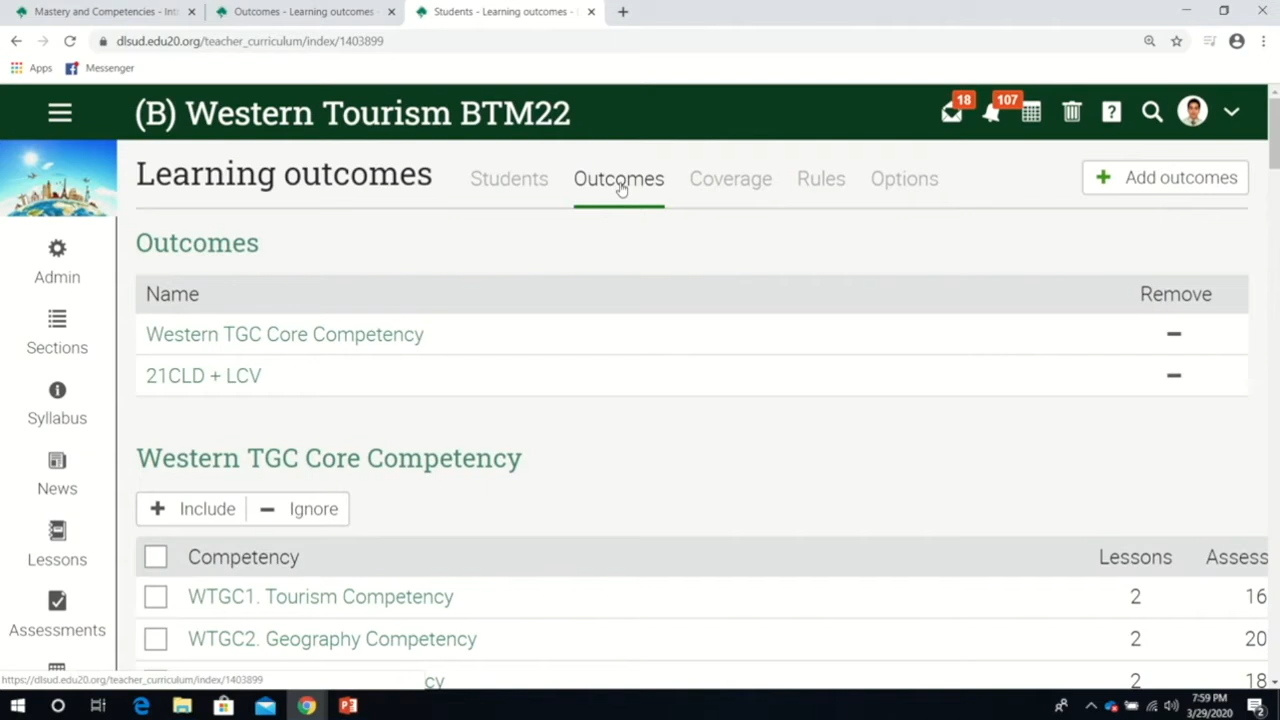 Mastery and Competencies - Int
Outcomes - Learning outcomes -
Students - Learning outcomes -
dlsud.edu20.org/teacher_curriculum/index/1403899
Apps
Messenger
(B) Western Tourism BTM22
18
107
?
Learning outcomes
Students
Outcomes
Coverage
Rules
Options
+ Add outcomes
Admin
Sections
Syllabus
News
Lessons
Assessments
Outcomes
Name
Remove
Western TGC Core Competency
21CLD + LCV
Western TGC Core Competency
+ Include
− Ignore
Competency
Lessons
Assess
WTGC1. Tourism Competency
2
16
WTGC2. Geography Competency
2
20
cy
2
18
https://dlsud.edu20.org/teacher_curriculum/index/1403899
7:59 PM
3/29/2020
2